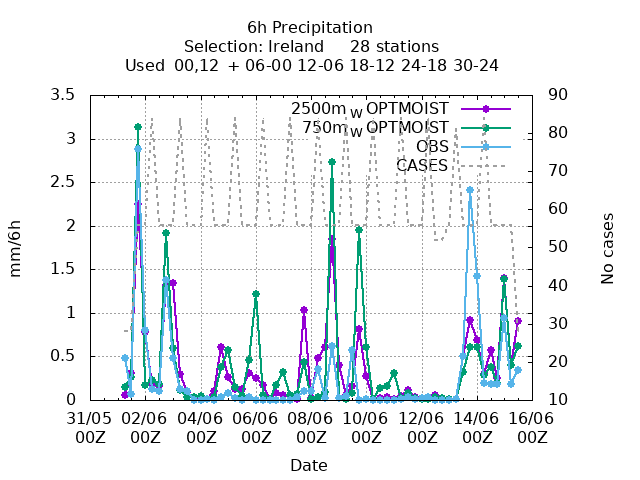 6h Precipitation
Selection: Ireland 28 stations
Used 00,12 + 06-00 12-06 18-12 24-18 30-24
3.5
3
2.5
2
1.5
1
0.5
0
mm/6h
2500m W OPTMOIST
750m W OPTMOIST
OBS
CASES
90
80
70
60
50
40
30
20
10
No cases
31/05 02/06 04/06 06/06 08/06 10/06 12/06 14/06 16/06
00Z 00Z 00Z 00Z 00Z 00Z 00Z 00Z 00Z
Date